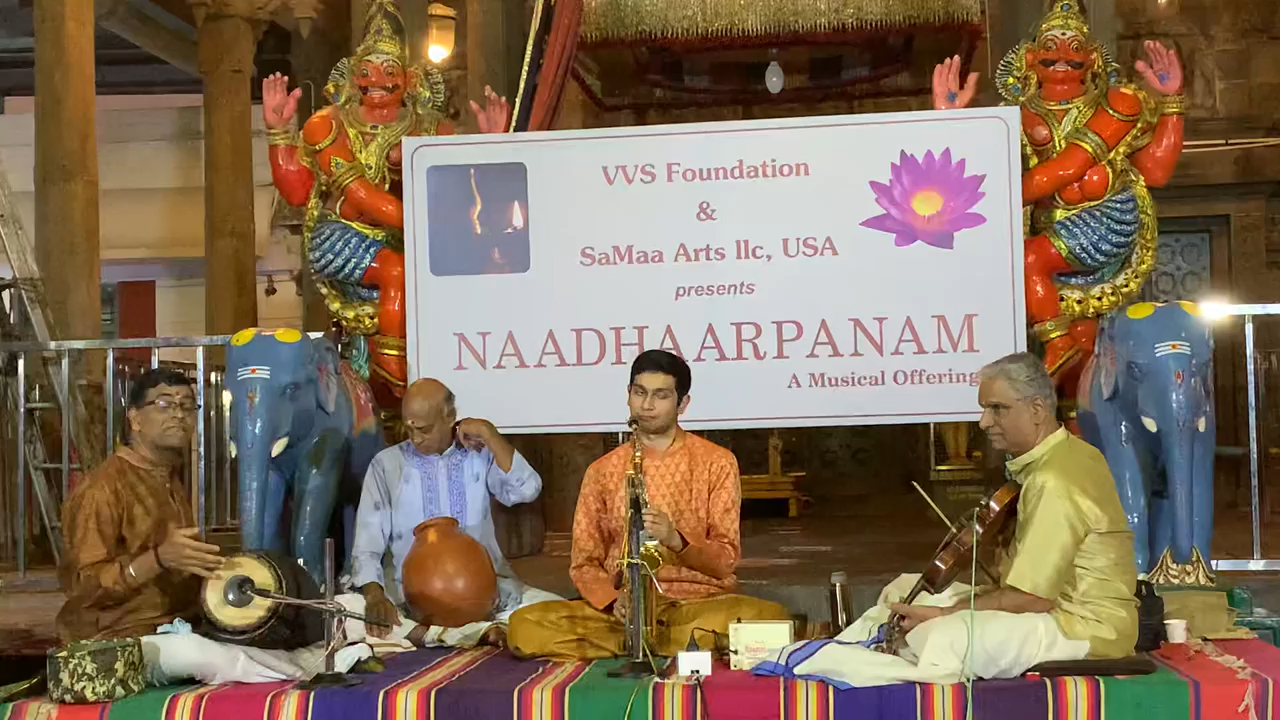 VVS Foundation
&
SaMaa Arts llc, USA
presents
NAADHAARPANAM
A Musical Offering